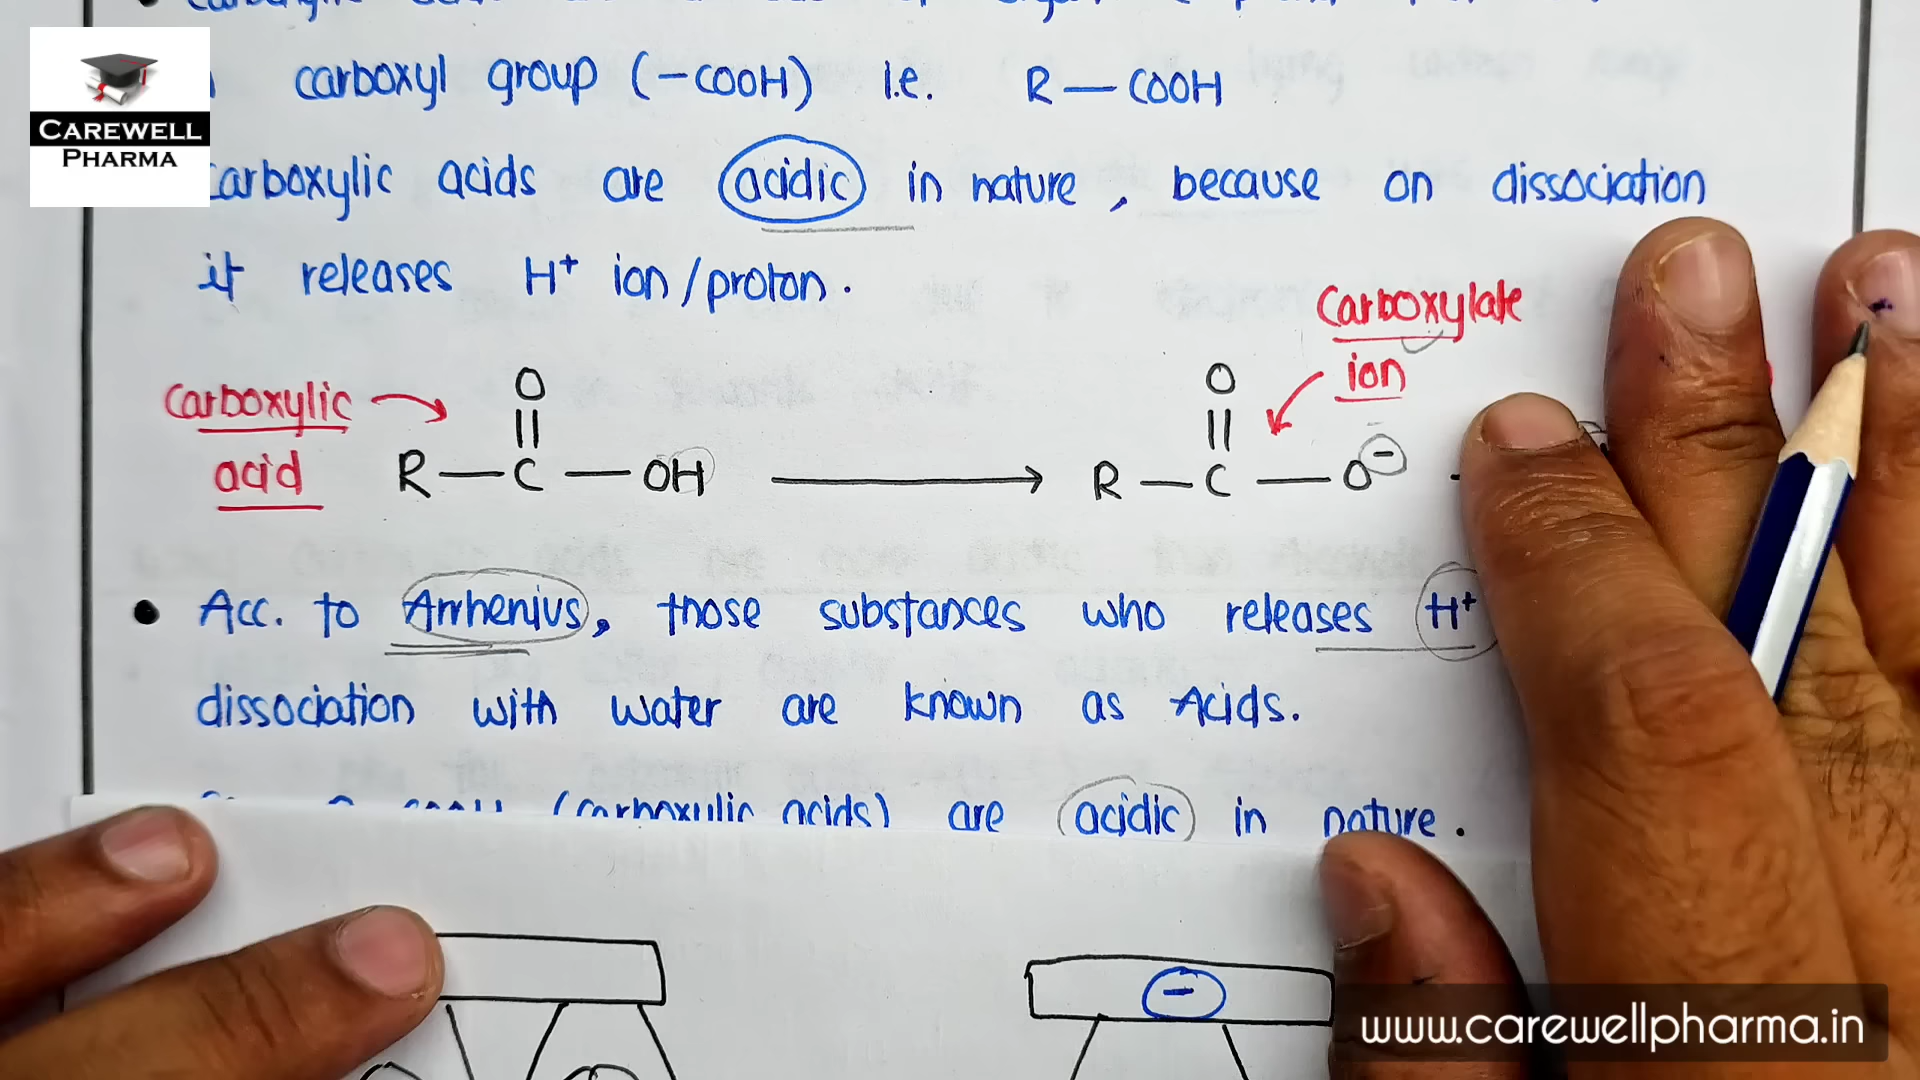 CAREWELL
PHARMA
carboxyl group (-COOH) i.e. R — COOH
carboxylic acids are acidic in nature, because on dissociation
it releases H⁺ ion/proton.
Carboxylate
ion
Carboxylic
acid
O
||
R — C — OH ⟶
O
||
R — C — O⊖
• Acc. to Arrhenius, those substances who releases H⁺
dissociation with water are known as Acids.
(carboxylic acids) are acidic in nature.
-
www.carewellpharma.in